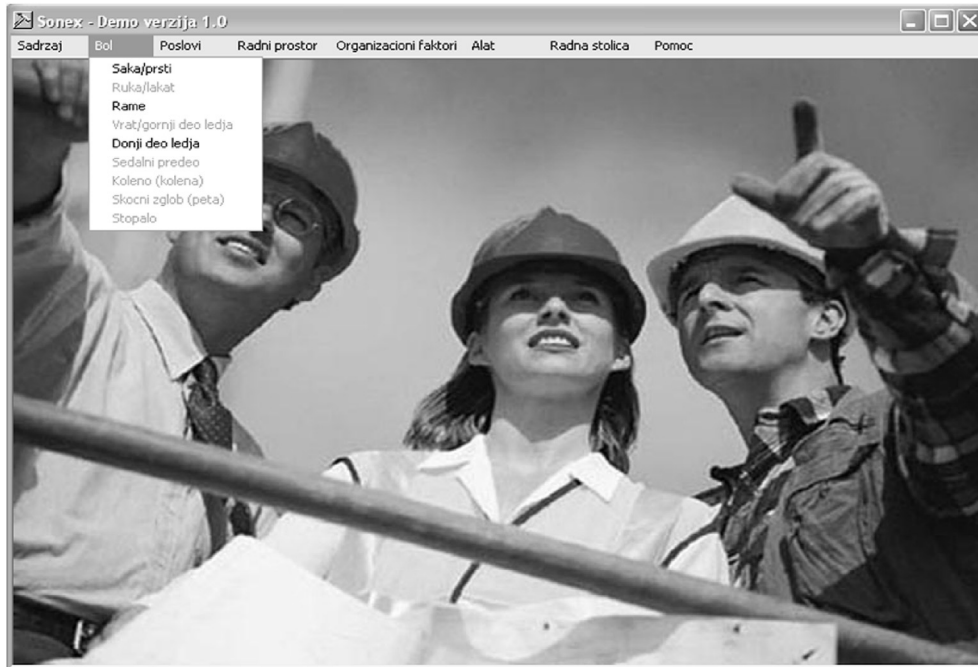 Sonex - Demo verzija 1.0
Sadrzaj Bol Poslovi Radni prostor Organizacioni faktori Alat Radna stolica Pomoc
Saka/prsti
Ruka/lakat
Rame
Vrat/gornji deo ledja
Donji deo ledja
Sedalni predeo
Koleno (kolena)
Skocni zglob (peta)
Stopalo